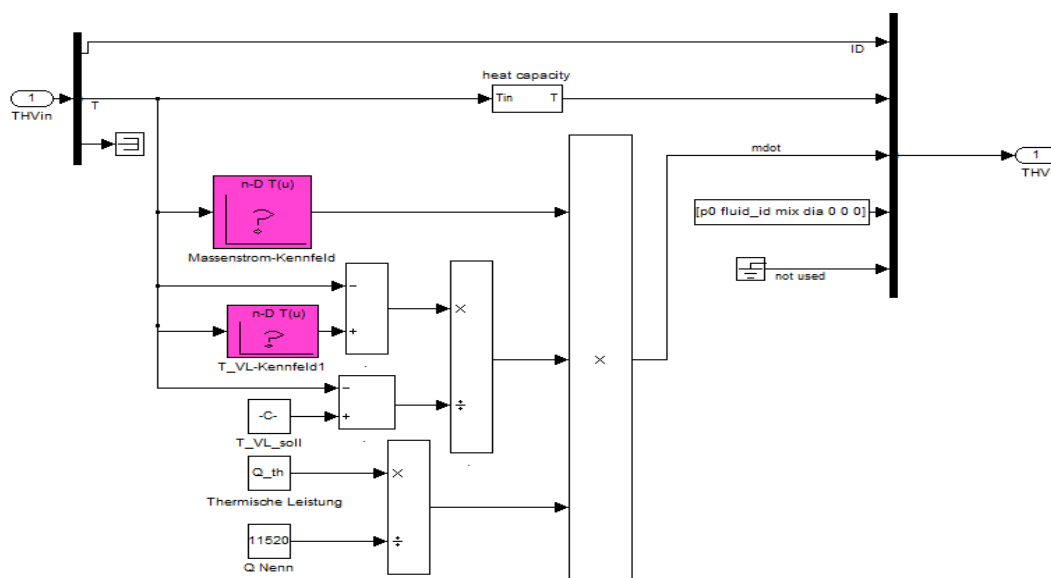 ID
heat capacity
1
THVin
T
Tin T
THV
1
mdot
n-D T(u)
Massenstrom-Kennfeld
[p0 fluid_id mix dia 0 0 0]
not used
n-D T(u)
T_VL-Kennfeld1
-C-
T_VL_soll
Q_th
Thermische Leistung
11520
Q Nenn